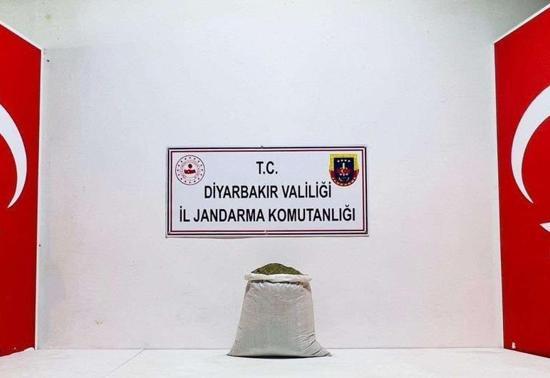 T.C.
DİYARBAKIR VALİLİĞİ
İL JANDARMA KOMUTANLIĞI